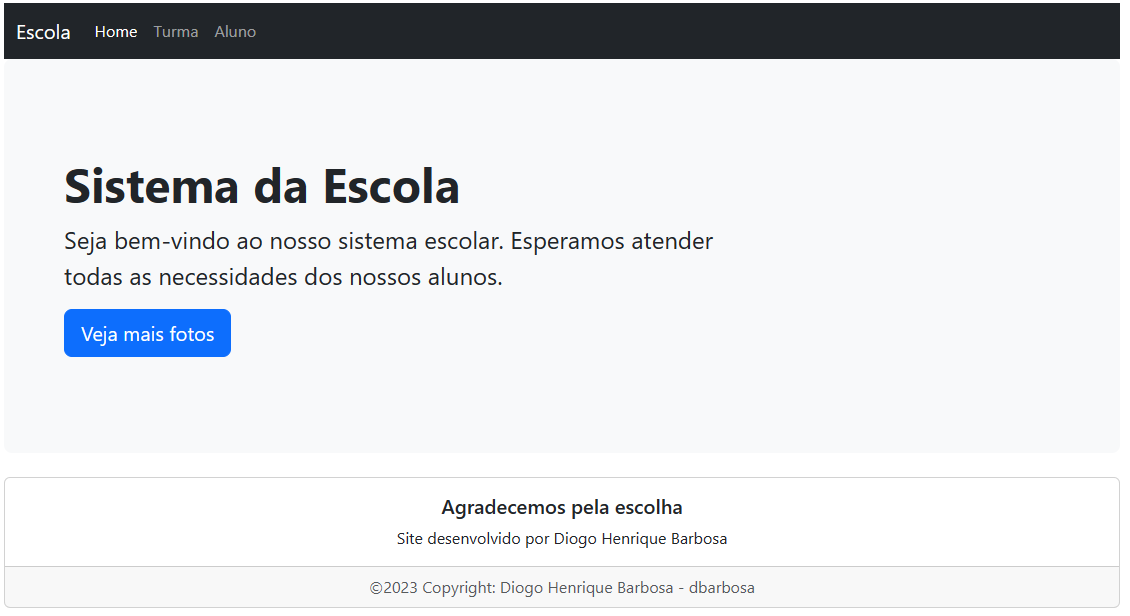 Escola Home Turma Aluno
Sistema da Escola
Seja bem-vindo ao nosso sistema escolar. Esperamos atender
todas as necessidades dos nossos alunos.
Veja mais fotos
Agradecemos pela escolha
Site desenvolvido por Diogo Henrique Barbosa
©2023 Copyright: Diogo Henrique Barbosa - dbarbosa